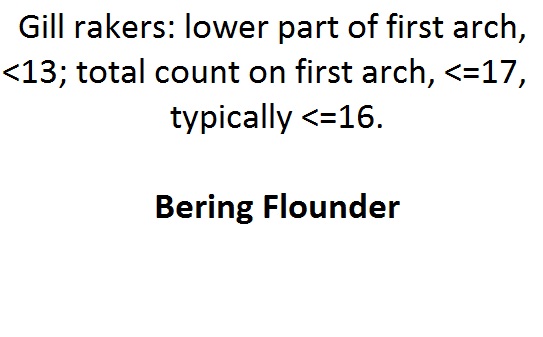 Gill rakers: lower part of first arch,
<13; total count on first arch, <=17,
typically <=16.
Bering Flounder